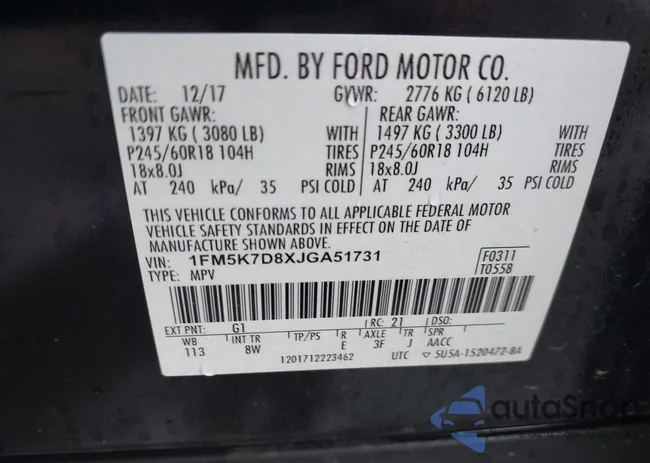 MFD. BY FORD MOTOR CO.
DATE: 12/17 GVWR: 2776 KG ( 6120 LB)
FRONT GAWR: REAR GAWR:
1397 KG ( 3080 LB) WITH 1497 KG ( 3300 LB) WITH
P245/60R18 104H TIRES P245/60R18 104H TIRES
18x8.0J RIMS 18x8.0J RIMS
AT 240 kPa/ 35 PSI COLD AT 240 kPa/ 35 PSI COLD
THIS VEHICLE CONFORMS TO ALL APPLICABLE FEDERAL MOTOR
VEHICLE SAFETY STANDARDS IN EFFECT ON THE DATE OF
MANUFACTURE SHOWN ABOVE.
VIN: 1FM5K7D8XJGA51731 F0311
TYPE: MPV T0558
EXT PNT: G1 RC: 21 DSO:
WB INT TR TP/PS R AXLE TR SPR
113 8W E 3F J AACC
1201712223462 UTC ▽ 5U5A-1520472-BA
autoSnap